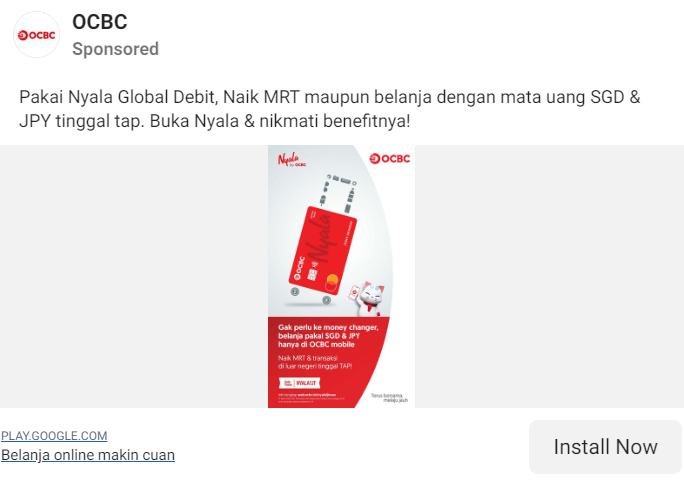 OCBC
OCBC
Sponsored
Pakai Nyala Global Debit, Naik MRT maupun belanja dengan mata uang SGD &
JPY tinggal tap. Buka Nyala & nikmati benefitnya!
Nyala
by OCBC
OCBC
Nyala
OCBC
Gak perlu ke money changer,
belanja pakai SGD & JPY
hanya di OCBC mobile
Naik MRT & transaksi
di luar negeri tinggal TAP!
NYALAIJT
Terus bersama,
melaju jauh
PLAY.GOOGLE.COM
Belanja online makin cuan
Install Now